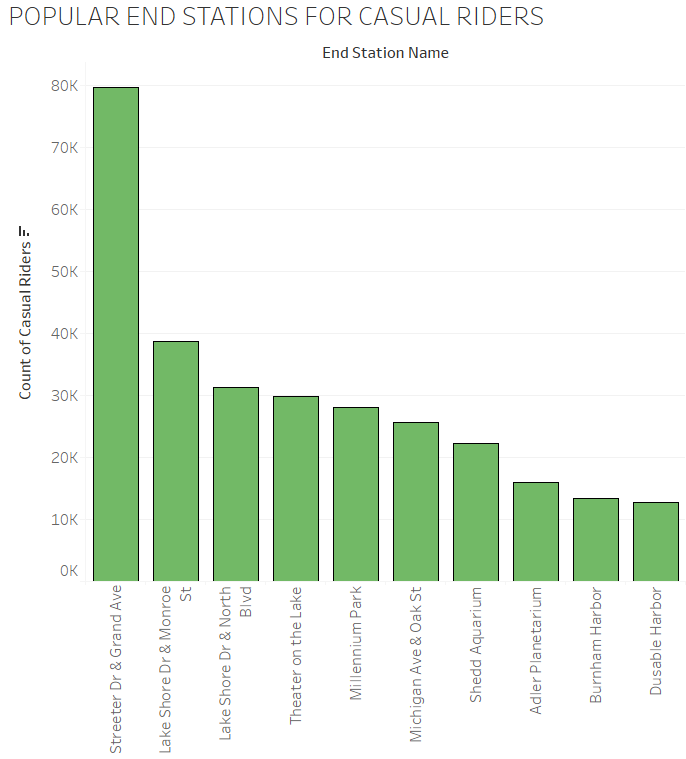 POPULAR END STATIONS FOR CASUAL RIDERS
End Station Name
Count of Casual Riders
80K
70K
60K
50K
40K
30K
20K
10K
0K
Streeter Dr & Grand Ave
Lake Shore Dr & Monroe
St
Lake Shore Dr & North
Blvd
Theater on the Lake
Millennium Park
Michigan Ave & Oak St
Shedd Aquarium
Adler Planetarium
Burnham Harbor
Dusable Harbor